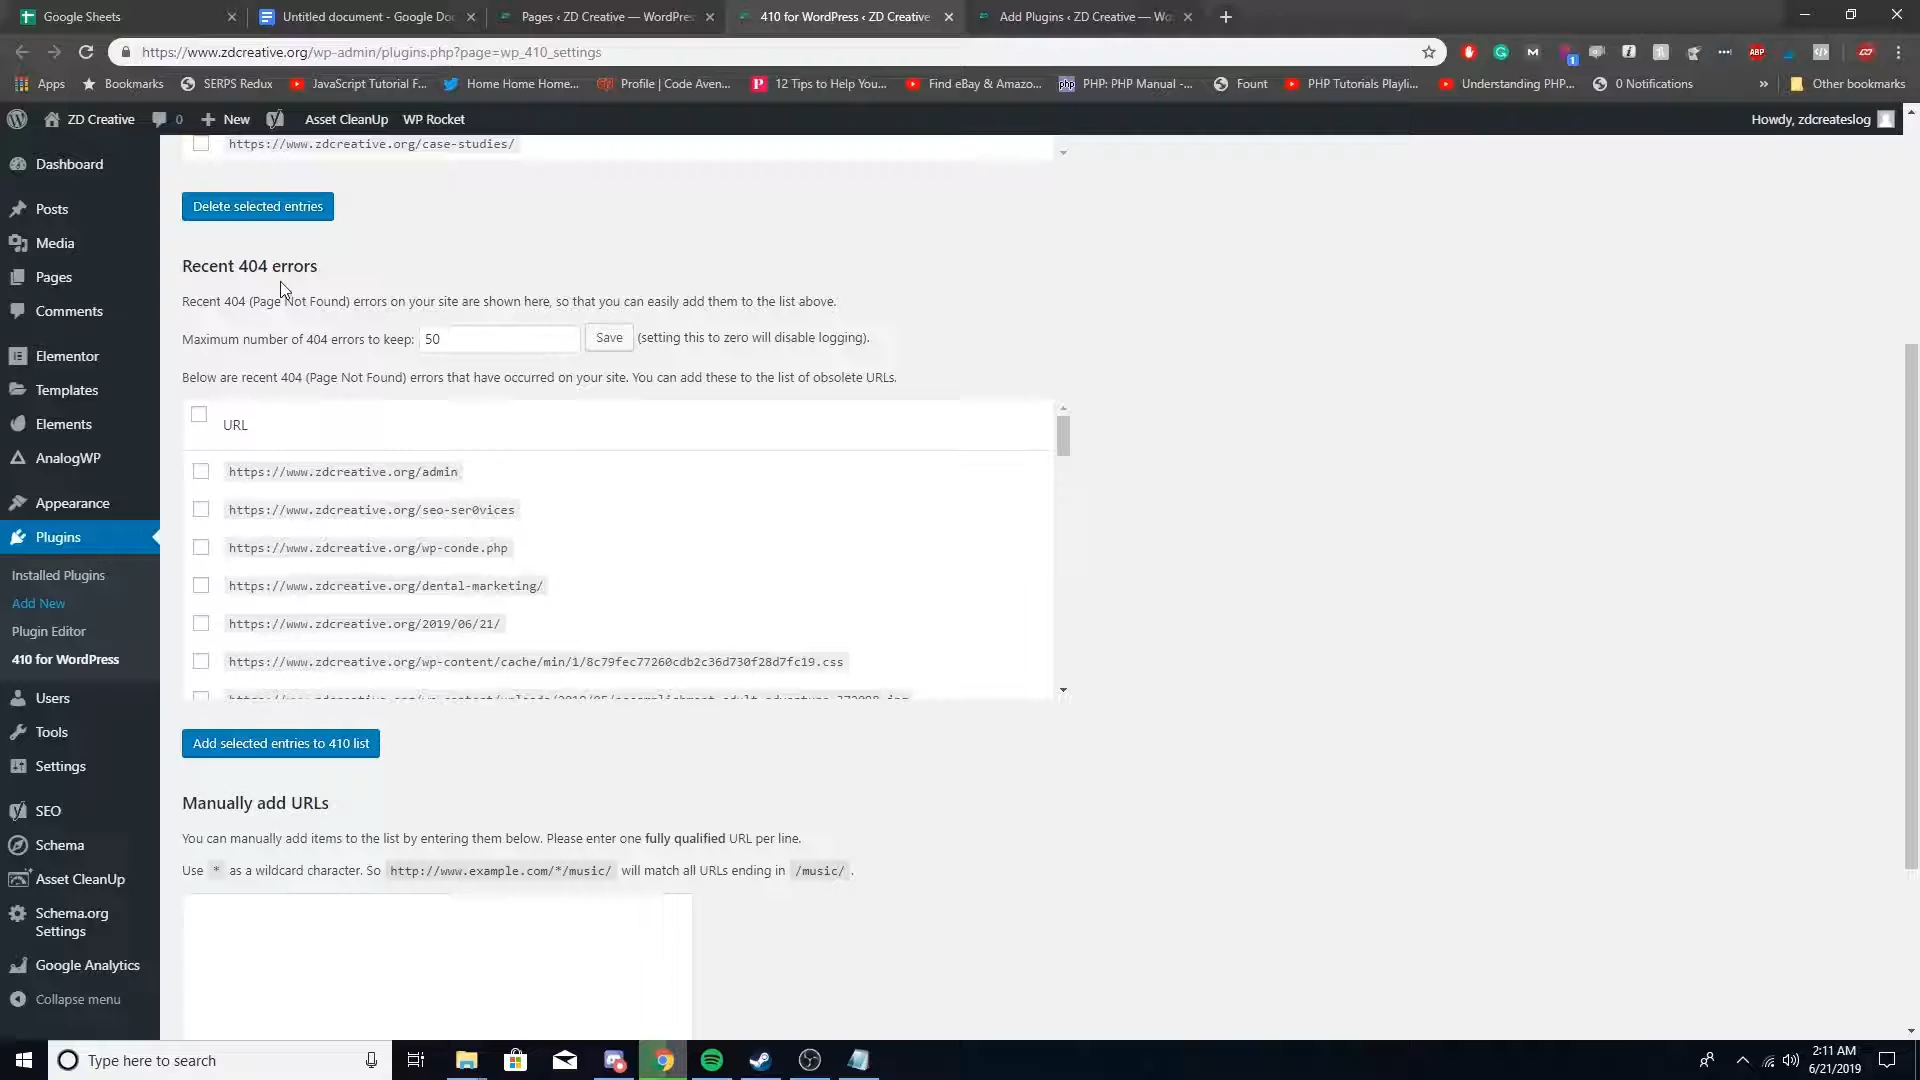 Google Sheets
Untitled document - Google Do
Pages ‹ ZD Creative — WordPres
410 for WordPress ‹ ZD Creative
Add Plugins ‹ ZD Creative — Wo
https://www.zdcreative.org/wp-admin/plugins.php?page=wp_410_settings
Apps
Bookmarks
SERPS Redux
JavaScript Tutorial F...
Home Home Home...
Profile | Code Aven...
12 Tips to Help You...
Find eBay & Amazo...
PHP: PHP Manual -...
Fount
PHP Tutorials Playli...
Understanding PHP...
0 Notifications
»
Other bookmarks
ZD Creative
0
New
Asset CleanUp
WP Rocket
Howdy, zdcreateslog
Dashboard
Posts
Media
Pages
Comments
Elementor
Templates
Elements
AnalogWP
Appearance
Plugins
Installed Plugins
Add New
Plugin Editor
410 for WordPress
Users
Tools
Settings
SEO
Schema
Asset CleanUp
Schema.org
Settings
Google Analytics
Collapse menu
https://www.zdcreative.org/case-studies/
Delete selected entries
Recent 404 errors
Recent 404 (Page Not Found) errors on your site are shown here, so that you can easily add them to the list above.
Maximum number of 404 errors to keep: 50 Save (setting this to zero will disable logging).
Below are recent 404 (Page Not Found) errors that have occurred on your site. You can add these to the list of obsolete URLs.
URL
https://www.zdcreative.org/admin
https://www.zdcreative.org/seo-ser0vices
https://www.zdcreative.org/wp-conde.php
https://www.zdcreative.org/dental-marketing/
https://www.zdcreative.org/2019/06/21/
https://www.zdcreative.org/wp-content/cache/min/1/8c79fec77260cdb2c36d730f28d7fc19.css
Add selected entries to 410 list
Manually add URLs
You can manually add items to the list by entering them below. Please enter one fully qualified URL per line.
Use * as a wildcard character. So http://www.example.com/*/music/ will match all URLs ending in /music/ .
Type here to search
2:11 AM
6/21/2019